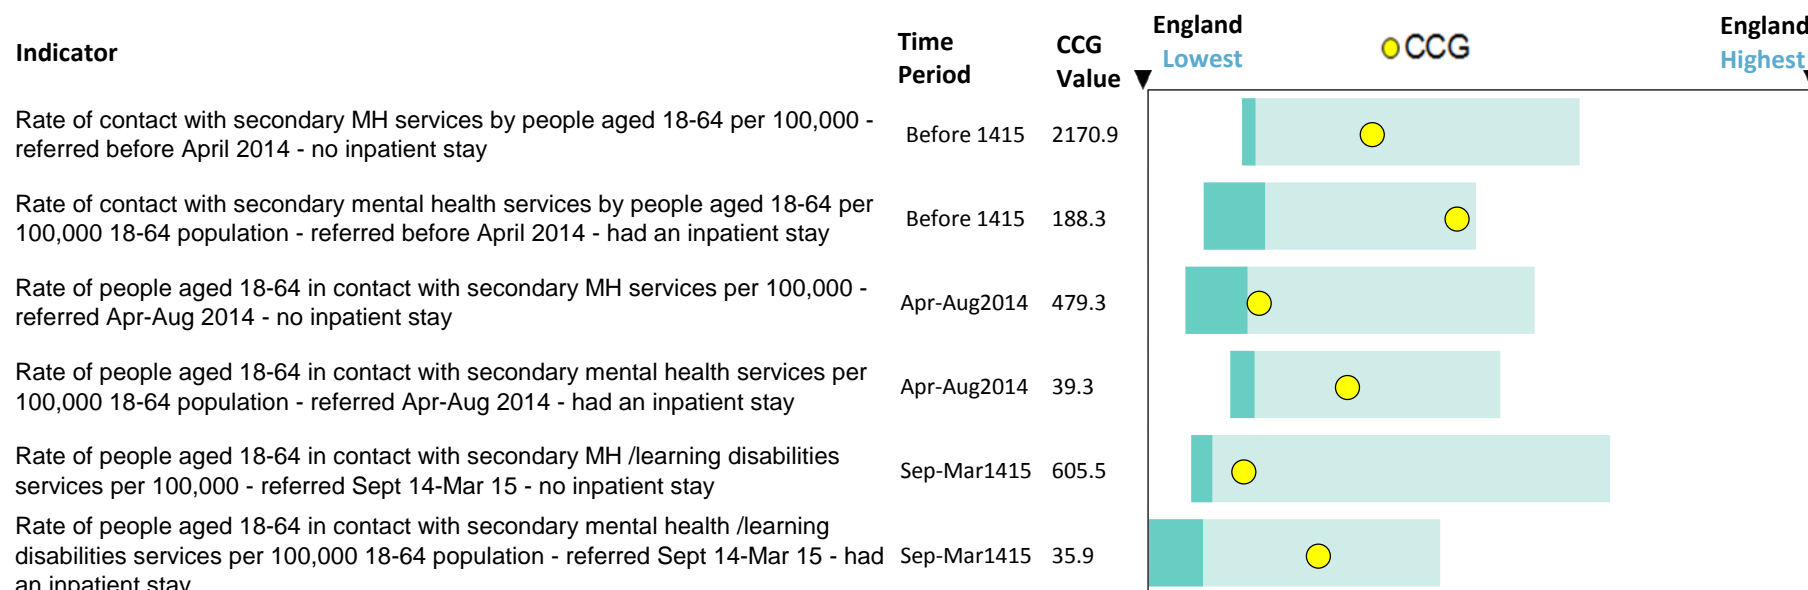 Indicator
Time Period
CCG Value
England Lowest
CCG
England Highest
Rate of contact with secondary MH services by people aged 18-64 per 100,000 -
referred before April 2014 - no inpatient stay
Before 1415
2170.9
Rate of contact with secondary mental health services by people aged 18-64 per
100,000 18-64 population - referred before April 2014 - had an inpatient stay
Before 1415
188.3
Rate of people aged 18-64 in contact with secondary MH services per 100,000 -
referred Apr-Aug 2014 - no inpatient stay
Apr-Aug2014
479.3
Rate of people aged 18-64 in contact with secondary mental health services per
100,000 18-64 population - referred Apr-Aug 2014 - had an inpatient stay
Apr-Aug2014
39.3
Rate of people aged 18-64 in contact with secondary MH /learning disabilities
services per 100,000 - referred Sept 14-Mar 15 - no inpatient stay
Sep-Mar1415
605.5
Rate of people aged 18-64 in contact with secondary mental health /learning
disabilities services per 100,000 18-64 population - referred Sept 14-Mar 15 - had
an inpatient stay
Sep-Mar1415
35.9